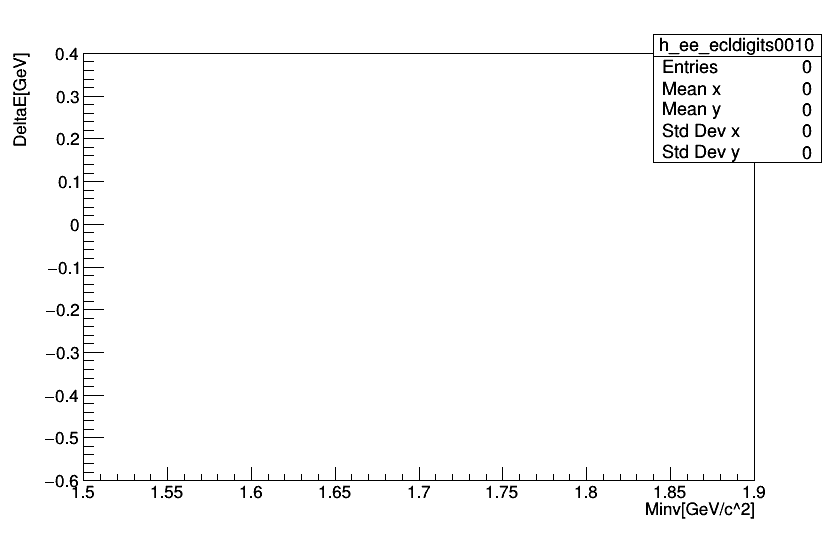 h_ee_ecldigits0010
Entries 0
Mean x 0
Mean y 0
Std Dev x 0
Std Dev y 0
DeltaE[GeV]
0.4
0.3
0.2
0.1
0
−0.1
−0.2
−0.3
−0.4
−0.5
−0.6
1.5 1.55 1.6 1.65 1.7 1.75 1.8 1.85 1.9
Minv[GeV/c^2]